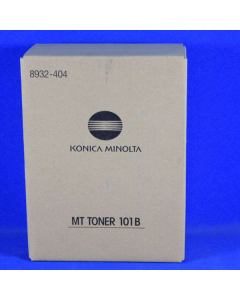 8932-404
KONICA MINOLTA
MT TONER 101B